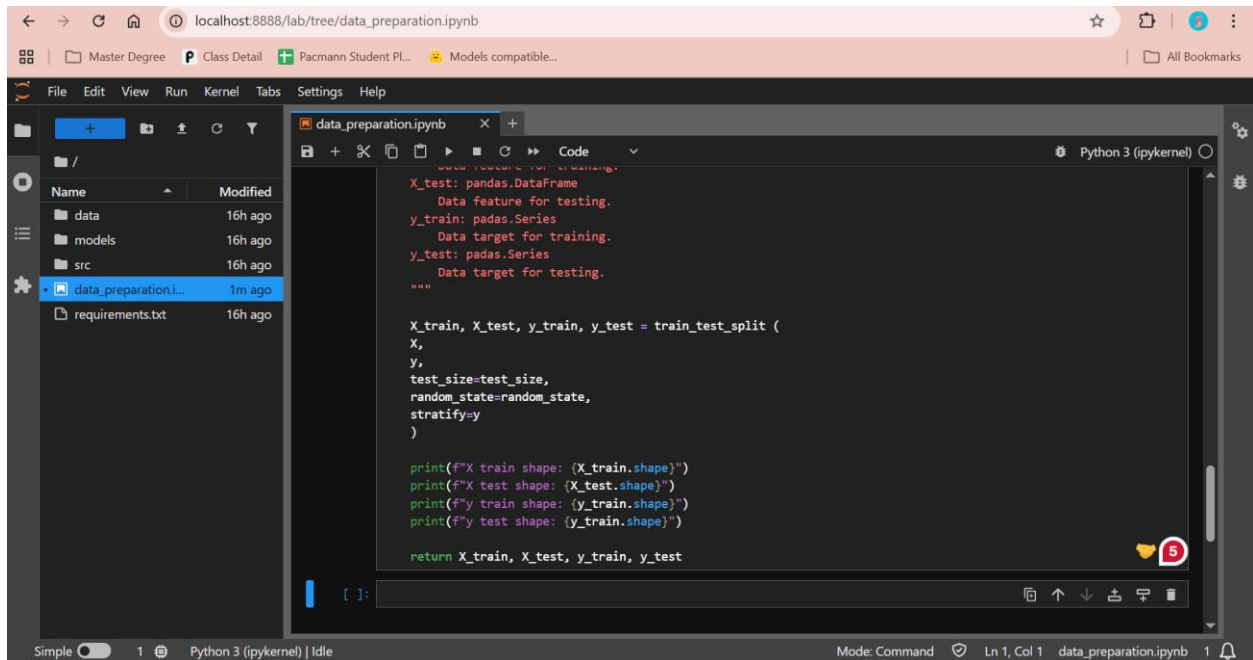 localhost:8888/lab/tree/data_preparation.ipynb
Master Degree Class Detail Pacmann Student Pl... Models compatible... All Bookmarks
File Edit View Run Kernel Tabs Settings Help
data_preparation.ipynb
Code Python 3 (ipykernel)
/
Name Modified
data 16h ago
models 16h ago
src 16h ago
data_preparation.i... 1m ago
requirements.txt 16h ago
Data feature for training.
X_test: pandas.DataFrame
Data feature for testing.
y_train: padas.Series
Data target for training.
y_test: padas.Series
Data target for testing.
"""
X_train, X_test, y_train, y_test = train_test_split (
X,
y,
test_size=test_size,
random_state=random_state,
stratify=y
)
print(f"X train shape: {X_train.shape}")
print(f"X test shape: {X_test.shape}")
print(f"y train shape: {y_train.shape}")
print(f"y test shape: {y_train.shape}")
return X_train, X_test, y_train, y_test
5
[ ]:
Simple 1 Python 3 (ipykernel) | Idle Mode: Command Ln 1, Col 1 data_preparation.ipynb 1